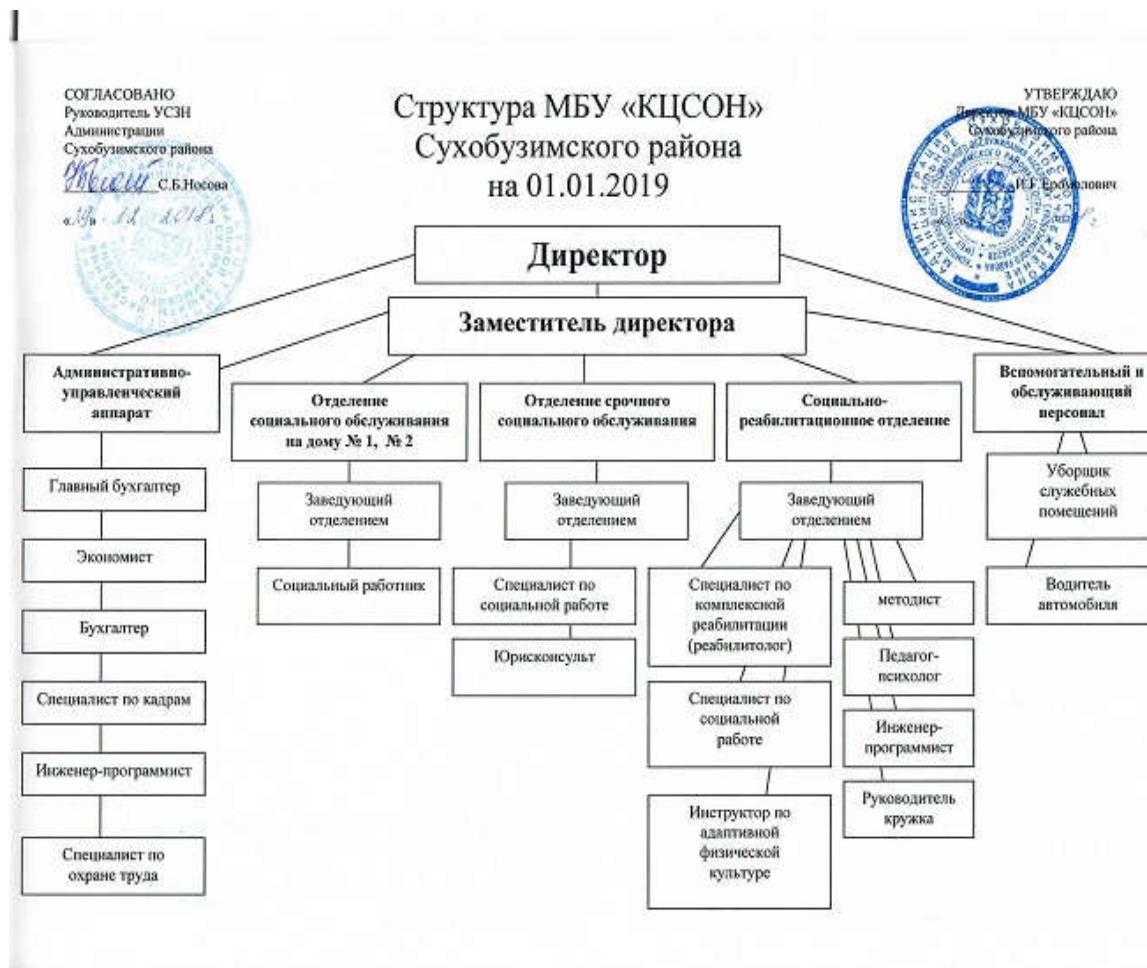 СОГЛАСОВАНО
Руководитель УСЗН
Администрации
Сухобузимского района
С.Б.Носова
«19» 12 2018г
Структура МБУ «КЦСОН»
Сухобузимского района
на 01.01.2019
УТВЕРЖДАЮ
Директор МБУ «КЦСОН»
Сухобузимского района
Директор
Заместитель директора
Административно-
управленческий
аппарат
Главный бухгалтер
Экономист
Бухгалтер
Специалист по кадрам
Инженер-программист
Специалист по
охране труда
Отделение
социального обслуживания
на дому № 1, № 2
Заведующий
отделением
Социальный работник
Отделение срочного
социального обслуживания
Заведующий
отделением
Специалист по
социальной работе
Юрисконсульт
Социально-
реабилитационное отделение
Заведующий
отделением
Специалист по
комплексной
реабилитации
(реабилитолог)
Специалист по
социальной
работе
Инструктор по
адаптивной
физической
культуре
методист
Педагог-
психолог
Инженер-
программист
Руководитель
кружка
Вспомогательный и
обслуживающий
персонал
Уборщик
служебных
помещений
Водитель
автомобиля